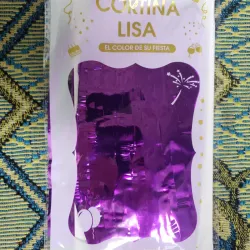 CORTINA
LISA
EL COLOR DE SU FIESTA